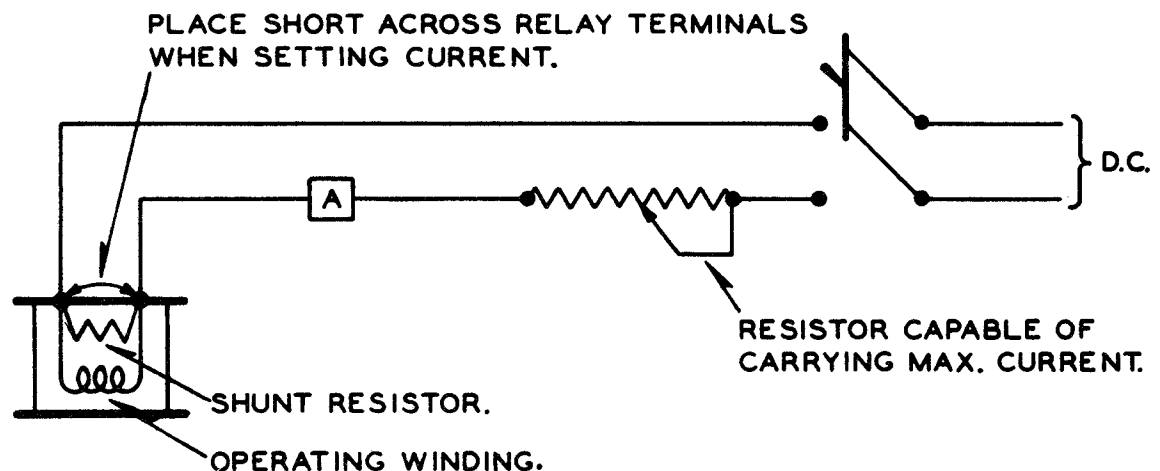 PLACE SHORT ACROSS RELAY TERMINALS
WHEN SETTING CURRENT.
D.C.
A
RESISTOR CAPABLE OF
CARRYING MAX. CURRENT.
SHUNT RESISTOR.
OPERATING WINDING.